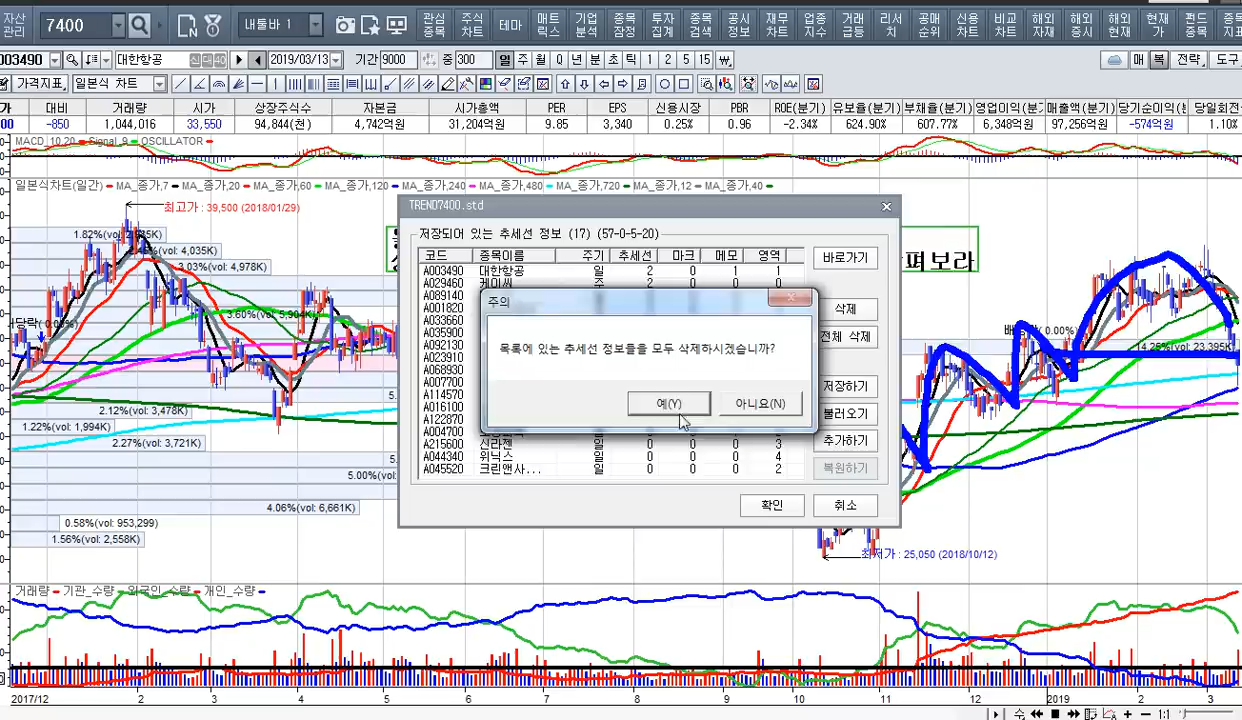 자산 관리
7400
내툴바 1
관심 종목 주식 차트 테마 매트 릭스 기업 분석 종목 잠정 투자 집계 종목 검색 공시 정보 재무 차트 업종 지수 거래 급등 리서 치 공매 순위 신용 차트 비교 차트 해외 자재 해외 증시 해외 현재 현재 가 펀드 종목
003490 대한항공 신 대 40 2019/03/13 기간 9000 중 300 일 주 월 Q 년 분 초 틱 1 2 5 15 ₩ 매 복 전략 도구
가격지표 일본식 차트
가 대비 거래량 시가 상장주식수 자본금 시가총액 PER EPS 신용시장 PBR ROE(분기) 유보율(분기) 부채율(분기) 영업이익(분기 매출액(분기) 당기순이익( 당일회전
00 -850 1,044,016 33,550 94,844(천) 4,742억원 31,204억원 9.85 3,340 0.25% 0.96 -2.34% 624.90% 607.77% 6,348억원 97,256억원 -574억원 1.10%
MACD_10,20 Signal_9 OSCILLATOR
일본식차트(일간) MA_종가,7 MA_종가,20 MA_종가,60 MA_종가,120 MA_종가,240 MA_종가,480 MA_종가,720 MA_종가,12 MA_종가,40
최고가 : 39,500 (2018/01/29)
4,035K)
3.03%(vol: 4,978K)
3.60%(vol: 5,904K)
2.12%(vol: 3,478K)
1.22%(vol: 1,994K)
2.27%(vol: 3,721K)
5.00%(vol:
4.06%(vol: 6,661K)
0.58%(vol: 953,299)
1.56%(vol: 2,558K)
TREND7400.std
저장되어 있는 추세선 정보 (17) (57-0-5-20)
코드 종목이름 주기 추세선 마크 메모 영역
A003490 대한항공 일 2 0 1 1
A029460 케이씨 주 2 0 0 1
A089140
A001820
A033660
A035900
A092130
A023910
A068930
A007700
A114570
A016100
A122870
A004700
A215600 신라젠 일 0 0 0 3
A044340 위닉스 일 0 0 0 4
A045520 크린앤사... 일 0 0 0 2
바로가기
삭제
전체 삭제
저장하기
불러오기
추가하기
복원하기
확인
취소
주의
목록에 있는 추세선 정보들을 모두 삭제하시겠습니까?
예(Y)
아니요(N)
펴보라
0.00%)
14.25%(vol: 23,395K)
최저가 : 25,050 (2018/10/12)
거래량 기관_수량 외국인_수량 개인_수량
2017/12 2 3 4 5 6 7 8 9 10 11 12 2019 2 3
1:1